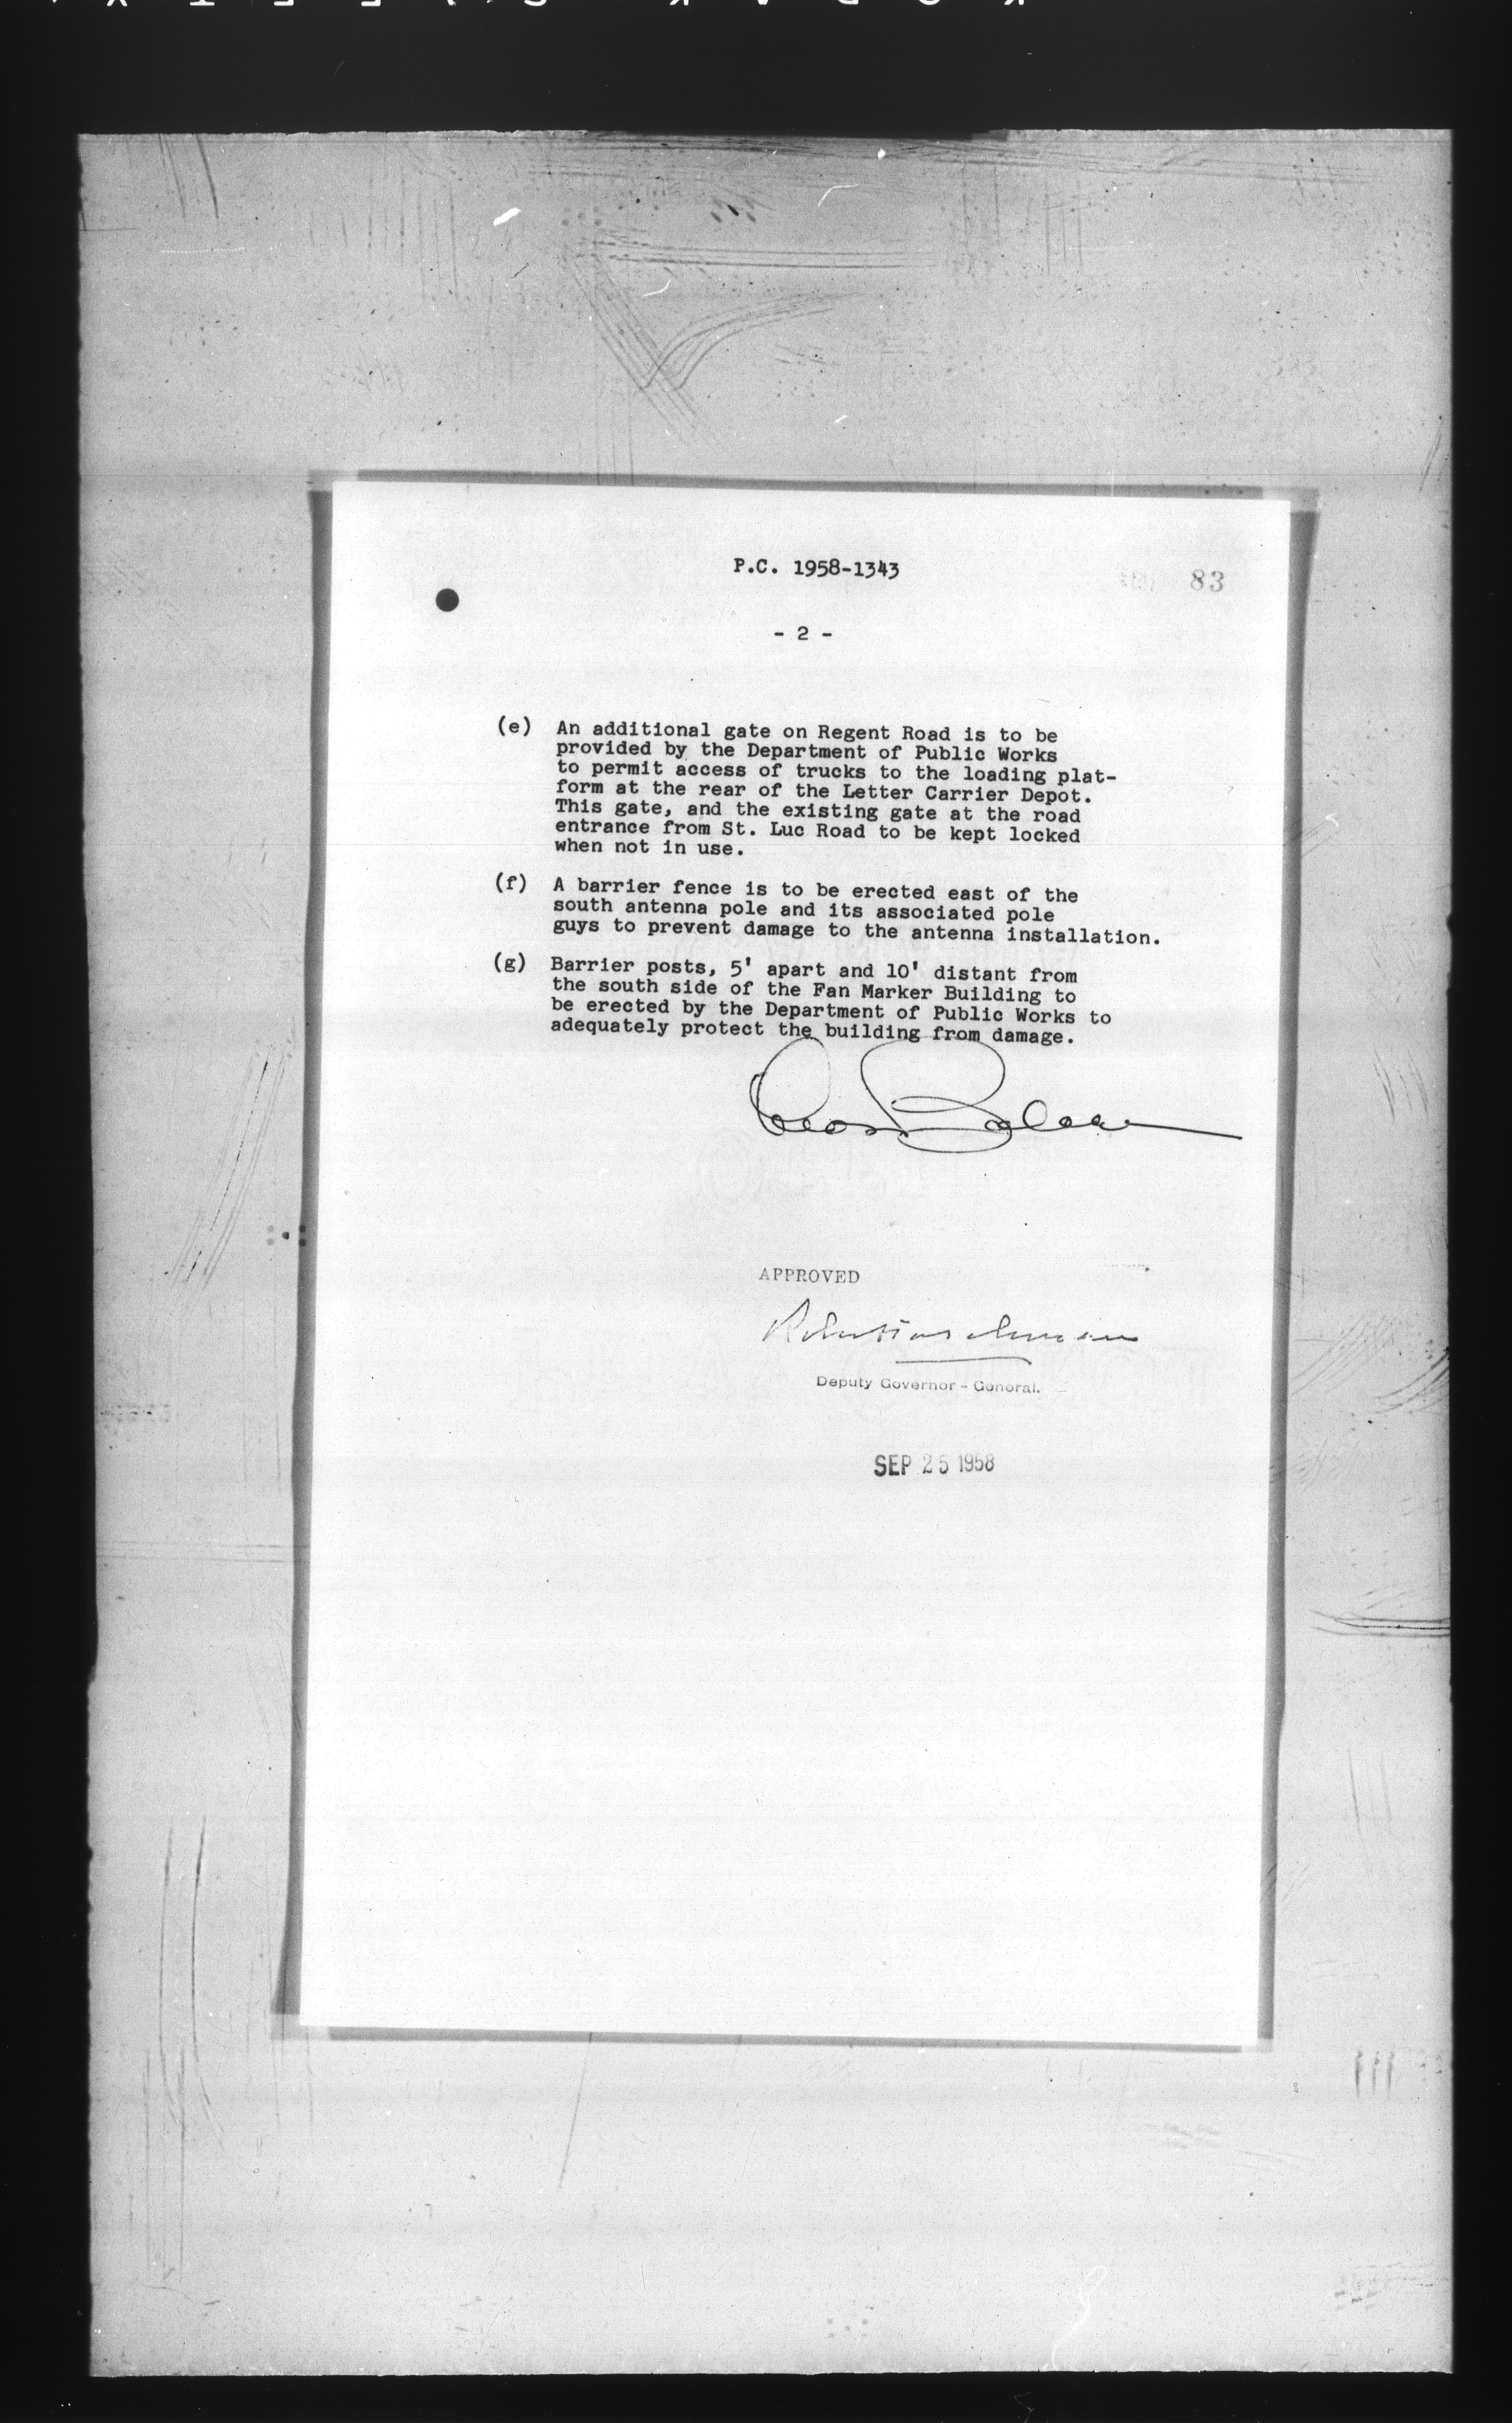 P.C. 1958-1343
83
- 2 -
(e) An additional gate on Regent Road is to be
provided by the Department of Public Works
to permit access of trucks to the loading plat-
form at the rear of the Letter Carrier Depot.
This gate, and the existing gate at the road
entrance from St. Luc Road to be kept locked
when not in use.
(f) A barrier fence is to be erected east of the
south antenna pole and its associated pole
guys to prevent damage to the antenna installation.
(g) Barrier posts, 5' apart and 10' distant from
the south side of the Fan Marker Building to
be erected by the Department of Public Works to
adequately protect the building from damage.
APPROVED
Deputy Governor - General.
SEP 25 1958